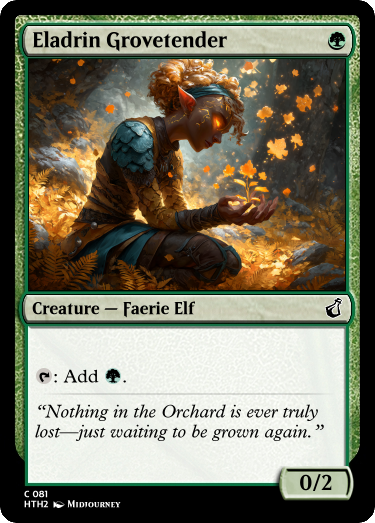 Eladrin Grovetender
Creature — Faerie Elf
: Add .
“Nothing in the Orchard is ever truly
lost—just waiting to be grown again.”
0/2
C 081
HTH2 Midjourney